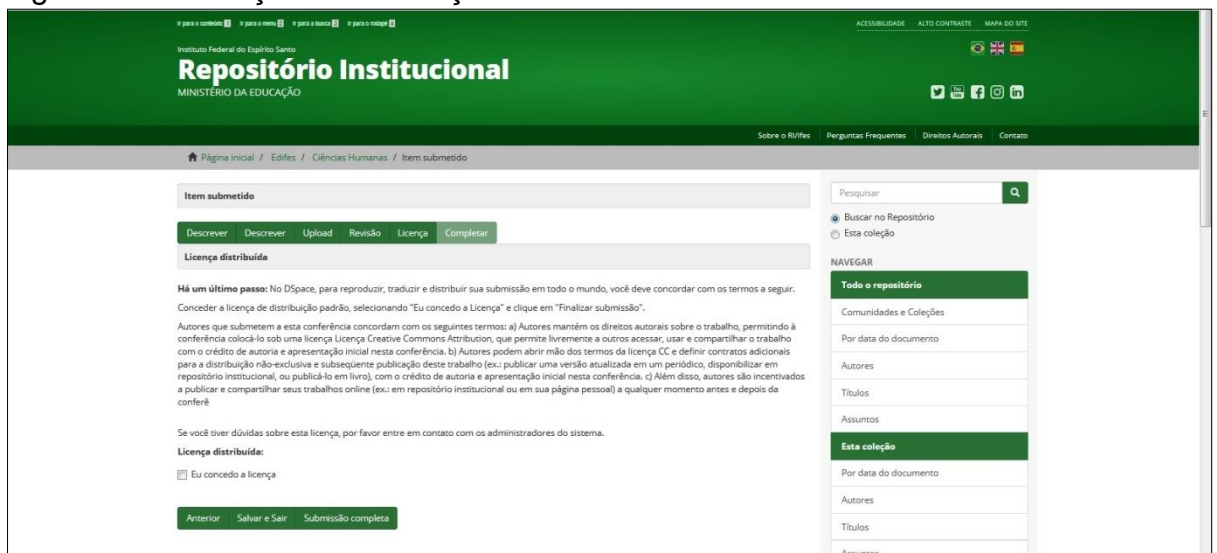 Ir para o conteúdo 1 Ir para o menu 2 Ir para a busca 3 Ir para o rodapé 4
ACESSIBILIDADE ALTO CONTRASTE MAPA DO SITE
Instituto Federal do Espírito Santo
Repositório Institucional
MINISTÉRIO DA EDUCAÇÃO
Sobre o RI/Ifes Perguntas Frequentes Direitos Autorais Contato
Página inicial / Edifes / Ciências Humanas / Item submetido
Item submetido
Descrever Descrever Upload Revisão Licença Completar
Licença distribuída
Há um último passo: No DSpace, para reproduzir, traduzir e distribuir sua submissão em todo o mundo, você deve concordar com os termos a seguir.
Conceder a licença de distribuição padrão, selecionando "Eu concedo a Licença" e clique em "Finalizar submissão".
Autores que submetem a esta conferência concordam com os seguintes termos: a) Autores mantém os direitos autorais sobre o trabalho, permitindo à
conferência colocá-lo sob uma licença Licença Creative Commons Attribution, que permite livremente a outros acessar, usar e compartilhar o trabalho
com o crédito de autoria e apresentação inicial nesta conferência. b) Autores podem abrir mão dos termos da licença CC e definir contratos adicionais
para a distribuição não-exclusiva e subseqüente publicação deste trabalho (ex.: publicar uma versão atualizada em um periódico, disponibilizar em
repositório institucional, ou publicá-lo em livro), com o crédito de autoria e apresentação inicial nesta conferência. c) Além disso, autores são incentivados
a publicar e compartilhar seus trabalhos online (ex.: em repositório institucional ou em sua página pessoal) a qualquer momento antes e depois da
conferê
Se você tiver dúvidas sobre esta licença, por favor entre em contato com os administradores do sistema.
Licença distribuída:
Eu concedo a licença
Anterior Salvar e Sair Submissão completa
Pesquisar
Buscar no Repositório
Esta coleção
NAVEGAR
Todo o repositório
Comunidades e Coleções
Por data do documento
Autores
Títulos
Assuntos
Esta coleção
Por data do documento
Autores
Títulos